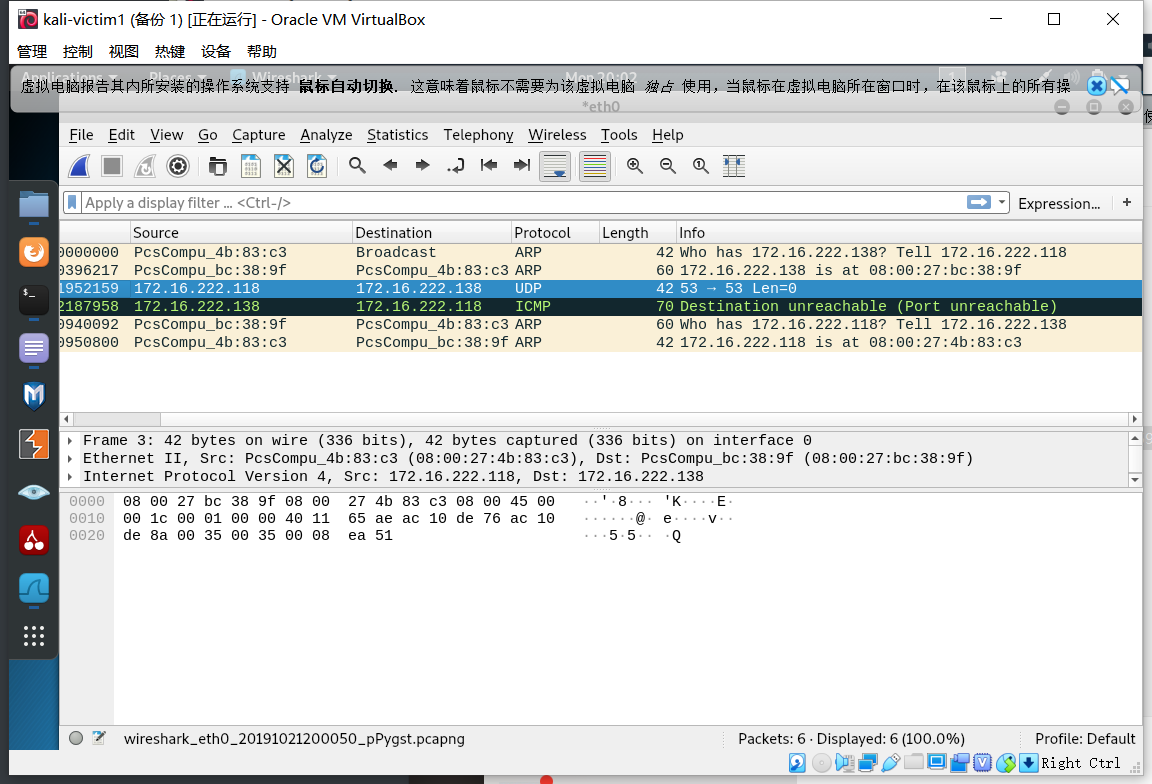 kali-victim1 (备份 1) [正在运行] - Oracle VM VirtualBox
管理 控制 视图 热键 设备 帮助
Applications Places Wireshark Mon 20:02 1
虚拟电脑报告其内所安装的操作系统支持 鼠标自动切换. 这意味着鼠标不需要为该虚拟电脑 独占 使用，当鼠标在虚拟电脑所在窗口时，在该鼠标上的所有操
*eth0
File Edit View Go Capture Analyze Statistics Telephony Wireless Tools Help
Apply a display filter ... <Ctrl-/> Expression... +
Source Destination Protocol Length Info
0000000 PcsCompu_4b:83:c3 Broadcast ARP 42 Who has 172.16.222.138? Tell 172.16.222.118
0396217 PcsCompu_bc:38:9f PcsCompu_4b:83:c3 ARP 60 172.16.222.138 is at 08:00:27:bc:38:9f
1952159 172.16.222.118 172.16.222.138 UDP 42 53 → 53 Len=0
2187958 172.16.222.138 172.16.222.118 ICMP 70 Destination unreachable (Port unreachable)
0940092 PcsCompu_bc:38:9f PcsCompu_4b:83:c3 ARP 60 Who has 172.16.222.118? Tell 172.16.222.138
0950800 PcsCompu_4b:83:c3 PcsCompu_bc:38:9f ARP 42 172.16.222.118 is at 08:00:27:4b:83:c3
Frame 3: 42 bytes on wire (336 bits), 42 bytes captured (336 bits) on interface 0
Ethernet II, Src: PcsCompu_4b:83:c3 (08:00:27:4b:83:c3), Dst: PcsCompu_bc:38:9f (08:00:27:bc:38:9f)
Internet Protocol Version 4, Src: 172.16.222.118, Dst: 172.16.222.138
0000 08 00 27 bc 38 9f 08 00 27 4b 83 c3 08 00 45 00 ··'·8··· 'K····E·
0010 00 1c 00 01 00 00 40 11 65 ae ac 10 de 76 ac 10 ······@· e····v··
0020 de 8a 00 35 00 35 00 08 ea 51 ···5·5·· ·Q
wireshark_eth0_20191021200050_pPygst.pcapng Packets: 6 · Displayed: 6 (100.0%) Profile: Default
Right Ctrl